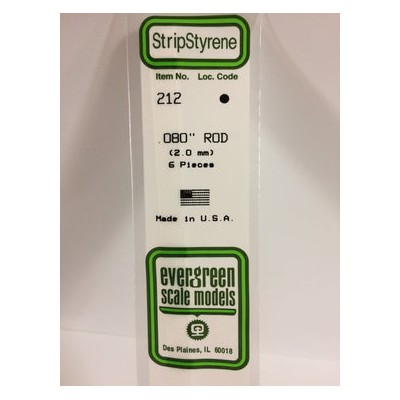 StripStyrene
Item No. Loc. Code
212
.080" ROD
(2.0 mm)
6 Pieces
Made in U.S.A.
evergreen
scale models
Des Plaines, IL 60018